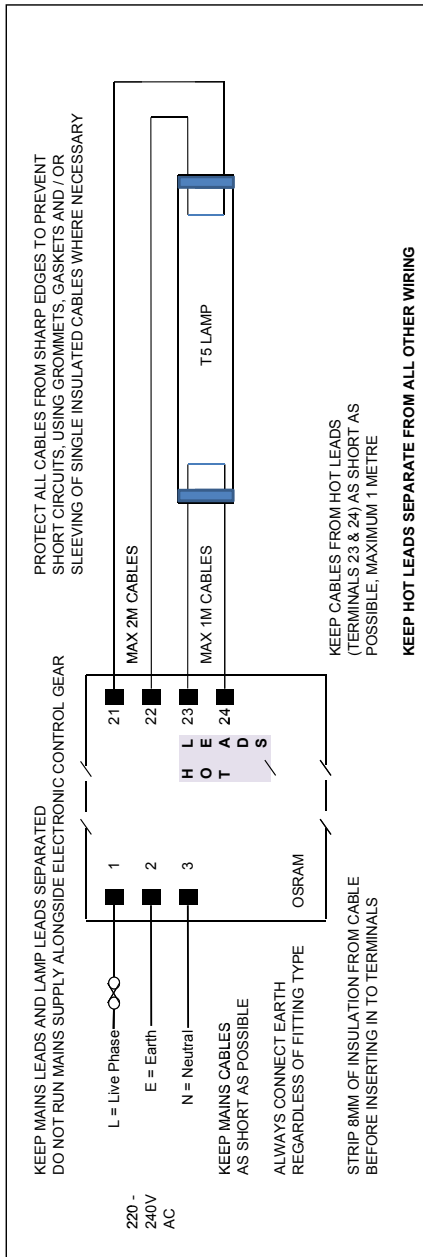 KEEP MAINS LEADS AND LAMP LEADS SEPARATED
DO NOT RUN MAINS SUPPLY ALONGSIDE ELECTRONIC CONTROL GEAR
PROTECT ALL CABLES FROM SHARP EDGES TO PREVENT
SHORT CIRCUITS, USING GROMMETS, GASKETS AND / OR
SLEEVING OF SINGLE INSULATED CABLES WHERE NECESSARY
220 -
240V
AC
L = Live Phase
E = Earth
N = Neutral
1
2
3
21
22
23
24
MAX 2M CABLES
MAX 1M CABLES
T5 LAMP
H L
O E
T A
D
S
OSRAM
KEEP MAINS CABLES
AS SHORT AS POSSIBLE
ALWAYS CONNECT EARTH
REGARDLESS OF FITTING TYPE
STRIP 8MM OF INSULATION FROM CABLE
BEFORE INSERTING IN TO TERMINALS
KEEP CABLES FROM HOT LEADS
(TERMINALS 23 & 24) AS SHORT AS
POSSIBLE, MAXIMUM 1 METRE
KEEP HOT LEADS SEPARATE FROM ALL OTHER WIRING